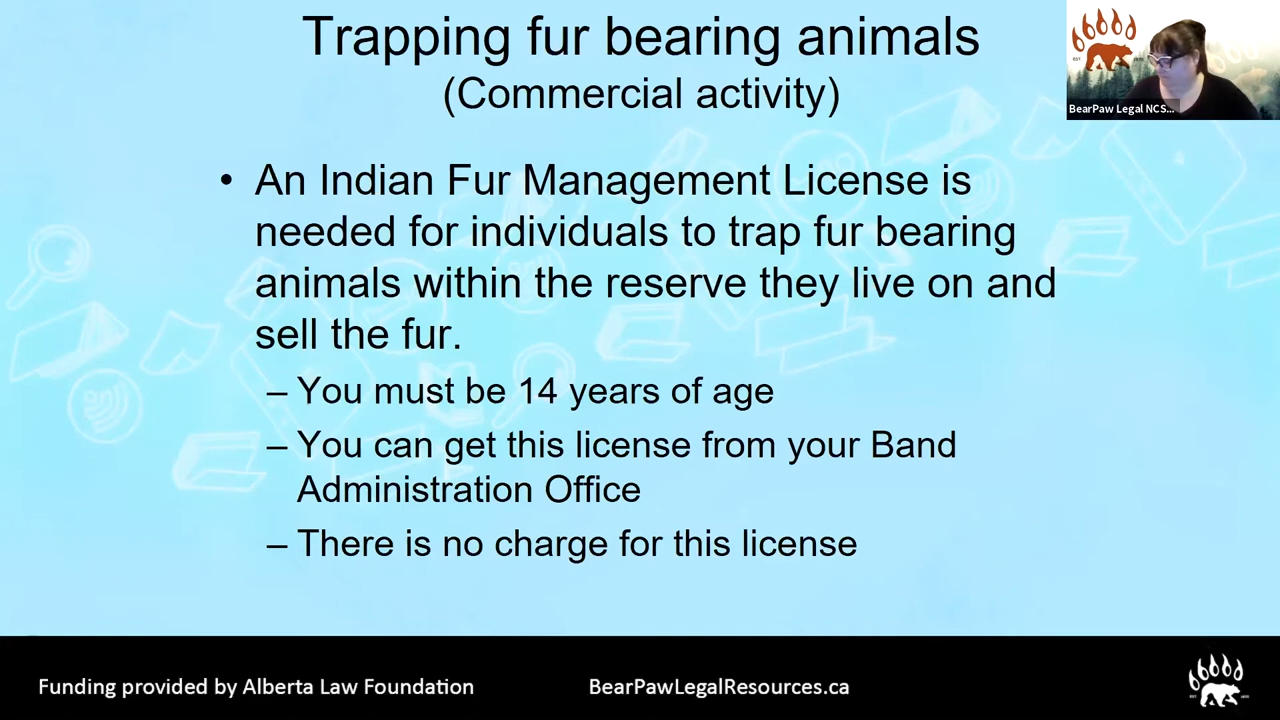 Trapping fur bearing animals
(Commercial activity)
BearPaw Legal NCS...
• An Indian Fur Management License is
needed for individuals to trap fur bearing
animals within the reserve they live on and
sell the fur.
– You must be 14 years of age
– You can get this license from your Band
Administration Office
– There is no charge for this license
Funding provided by Alberta Law Foundation
BearPawLegalResources.ca